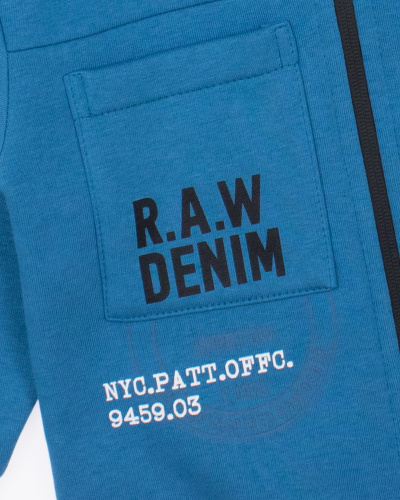 R.A.W
DENIM
NYC.PATT.OFFC.
9459.03